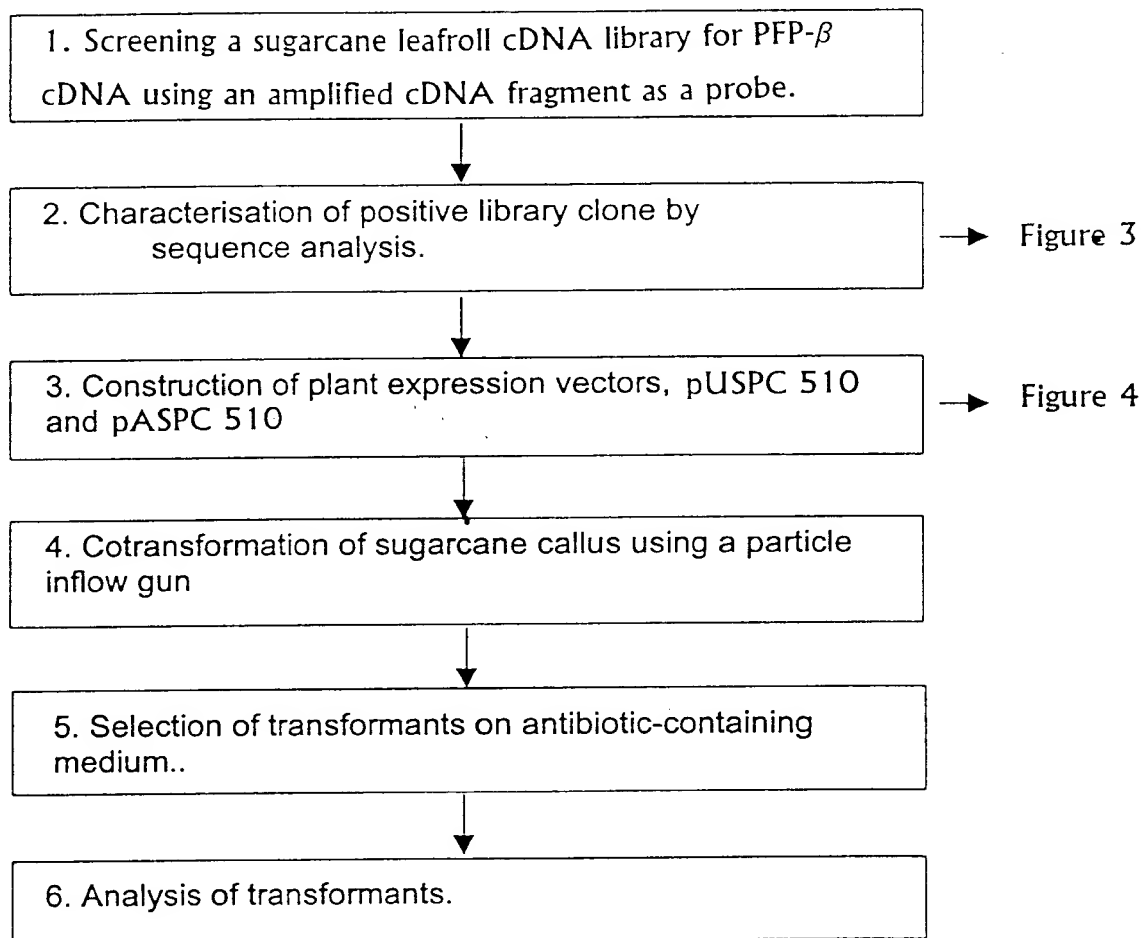 1. Screening a sugarcane leafroll cDNA library for PFP-β
cDNA using an amplified cDNA fragment as a probe.
2. Characterisation of positive library clone by
sequence analysis.
Figure 3
3. Construction of plant expression vectors, pUSPC 510
and pASPC 510
Figure 4
4. Cotransformation of sugarcane callus using a particle
inflow gun
5. Selection of transformants on antibiotic-containing
medium..
6. Analysis of transformants.